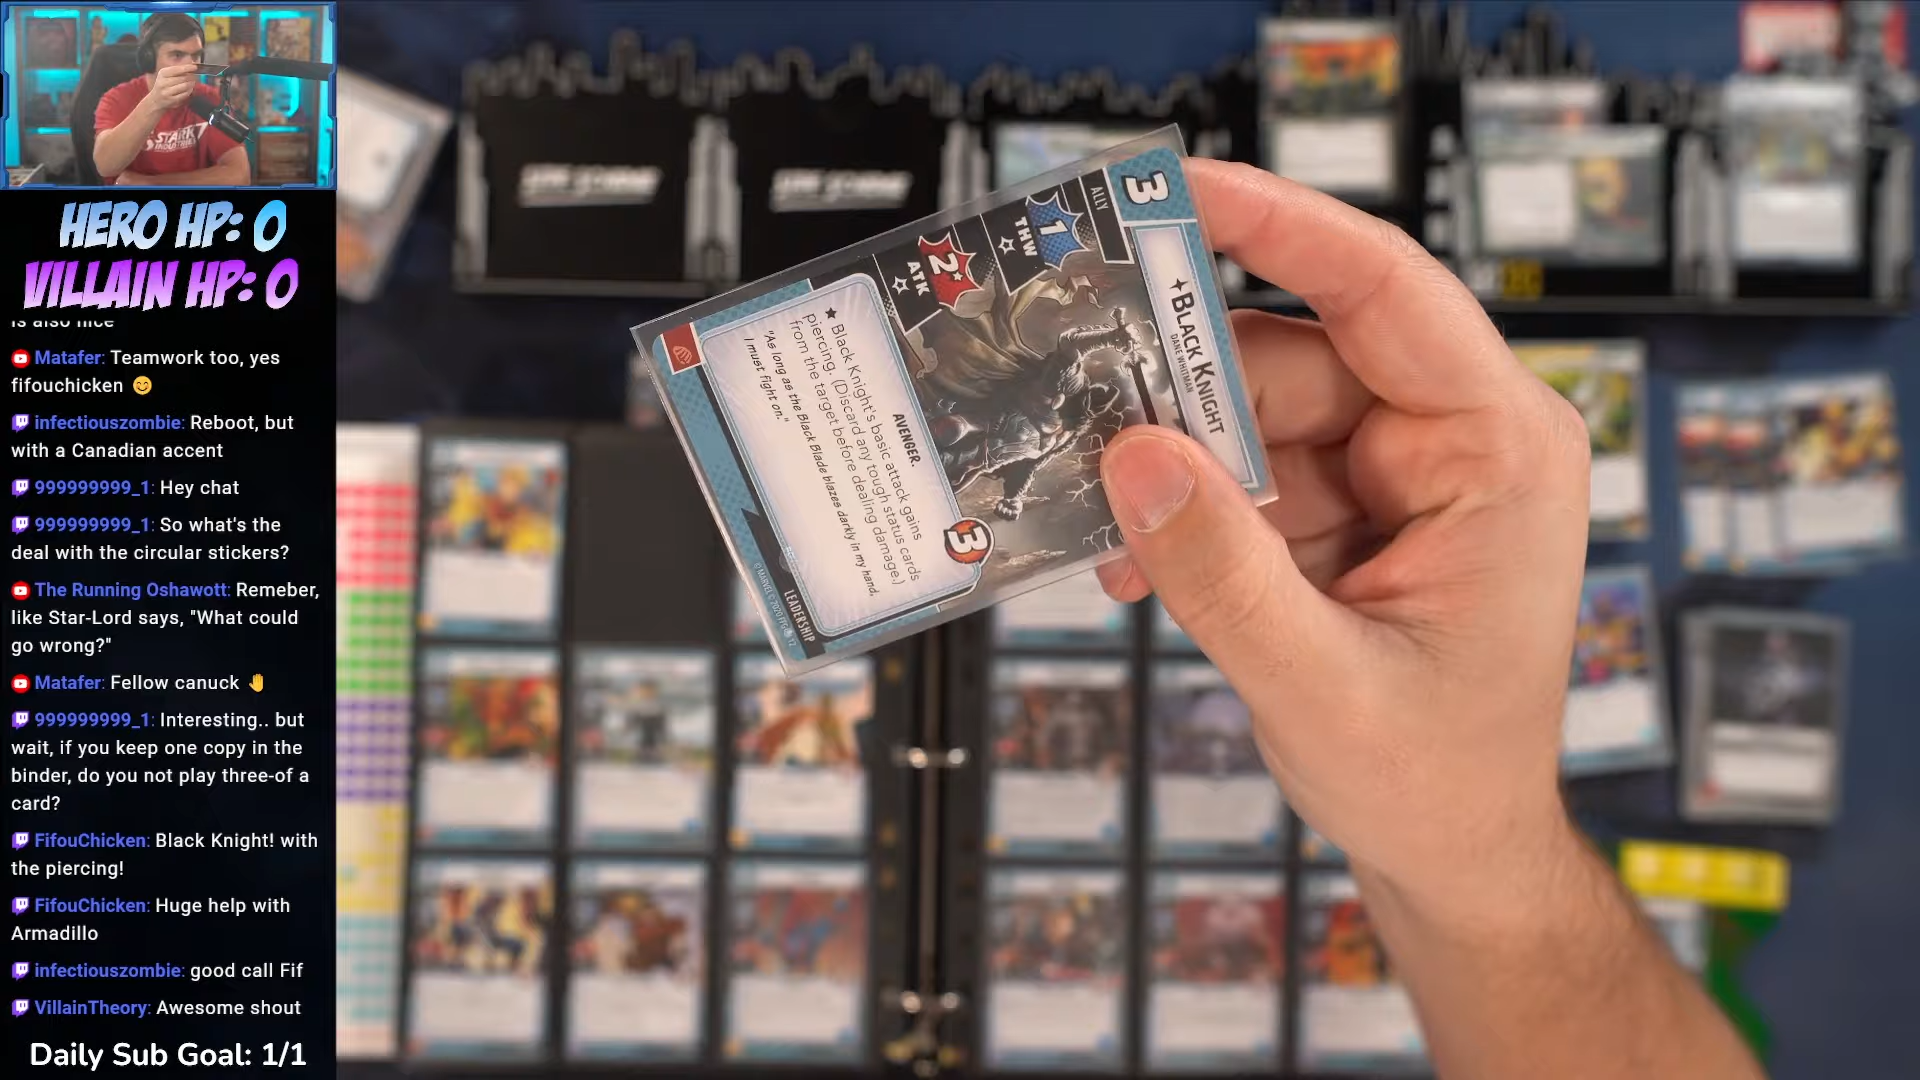 STARK
INDUSTRIES
HERO HP: 0
VILLAIN HP: 0
is also nice
Matafer: Teamwork too, yes
fifouchicken 😊
infectiouszombie: Reboot, but
with a Canadian accent
999999999_1: Hey chat
999999999_1: So what's the
deal with the circular stickers?
The Running Oshawott: Remeber,
like Star-Lord says, "What could
go wrong?"
Matafer: Fellow canuck 🤚
999999999_1: Interesting.. but
wait, if you keep one copy in the
binder, do you not play three-of a
card?
FifouChicken: Black Knight! with
the piercing!
FifouChicken: Huge help with
Armadillo
infectiouszombie: good call Fif
VillainTheory: Awesome shout
Daily Sub Goal: 1/1
3
ALLY
BLACK KNIGHT
DANE WHITMAN
1
THW
2
ATK
AVENGER.
★ Black Knight's basic attack gains
piercing. (Discard any tough status cards
from the target before dealing damage.)
"As long as the Black Blade blazes darkly in my hand,
I must fight on."
3
LEADERSHIP